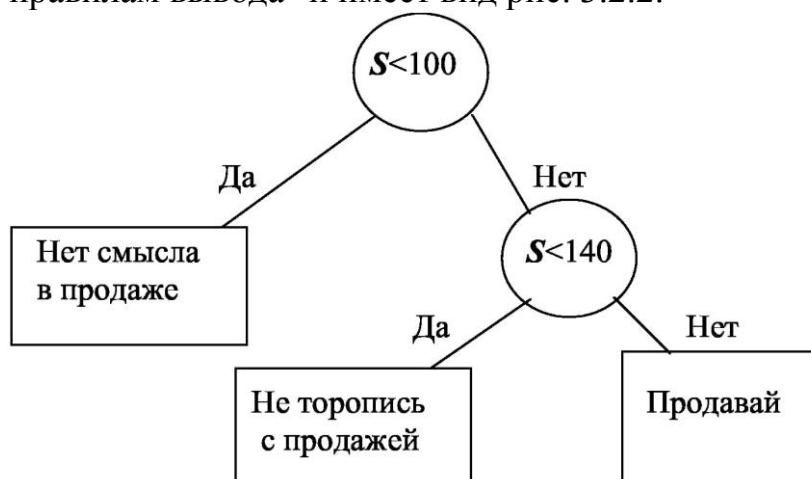 правилам вывода и имеет вид рис. 3.2.2.
S<100
Да
Нет
Нет смысла
в продаже
S<140
Да
Нет
Не торопись
с продажей
Продавай